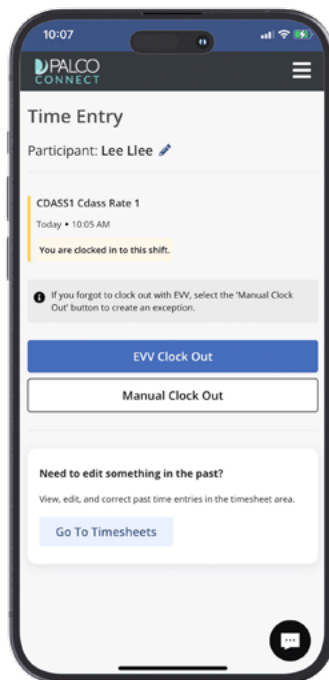 10:07
PALCO
CONNECT
Time Entry
Participant: Lee Llee
CDASS1 Cdass Rate 1
Today • 10:05 AM
You are clocked in to this shift.
If you forgot to clock out with EVV, select the 'Manual Clock
Out' button to create an exception.
EVV Clock Out
Manual Clock Out
Need to edit something in the past?
View, edit, and correct past time entries in the timesheet area.
Go To Timesheets